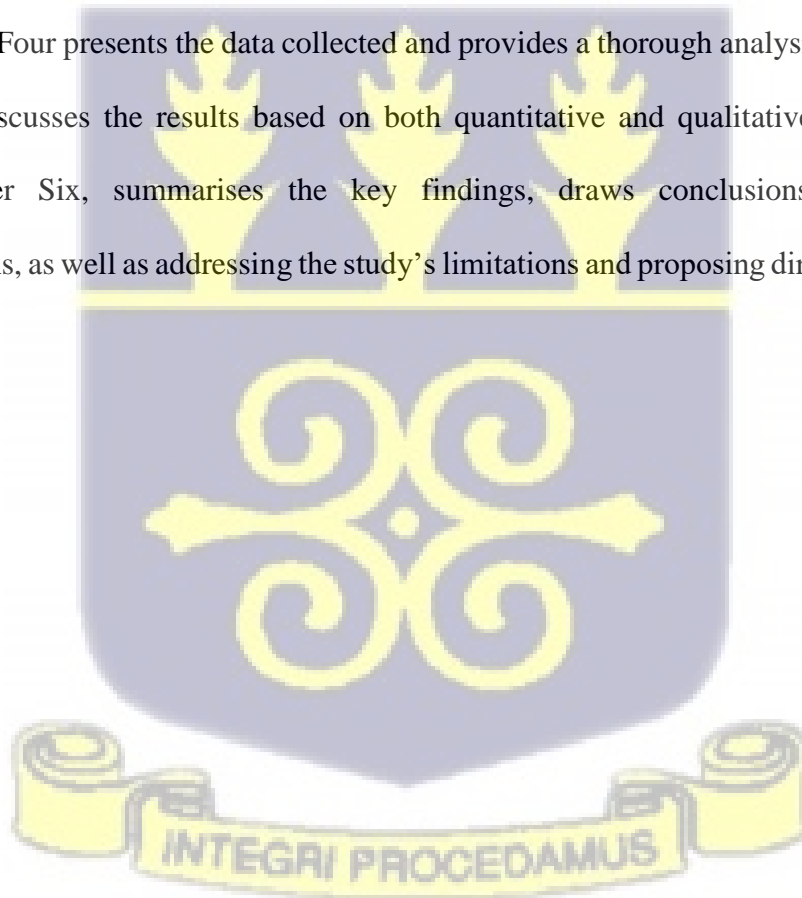 Four presents the data collected and provides a thorough analys
scusses the results based on both quantitative and qualitative
er Six, summarises the key findings, draws conclusions
s, as well as addressing the study’s limitations and proposing dir
INTEGRI PROCEDAMUS